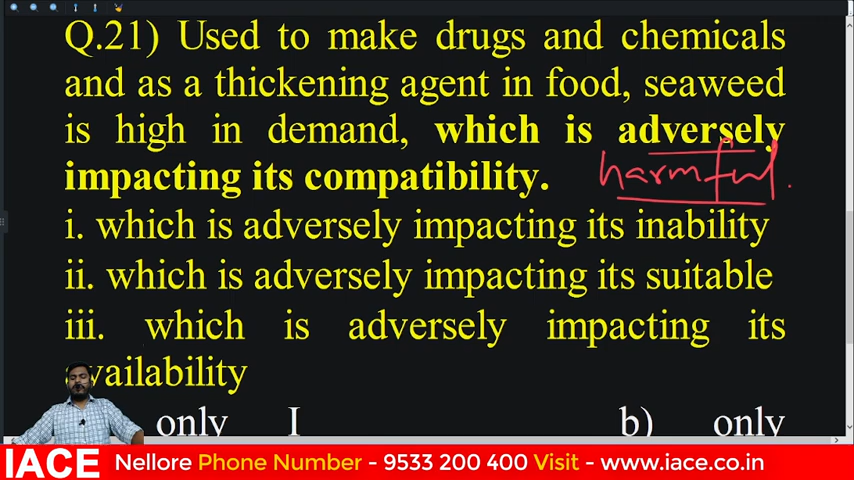 Q.21) Used to make drugs and chemicals
and as a thickening agent in food, seaweed
is high in demand, which is adversely
impacting its compatibility.
harmful.
i. which is adversely impacting its inability
ii. which is adversely impacting its suitable
iii. which is adversely impacting its
availability
only I b) only
IACE Nellore Phone Number - 9533 200 400 Visit - www.iace.co.in